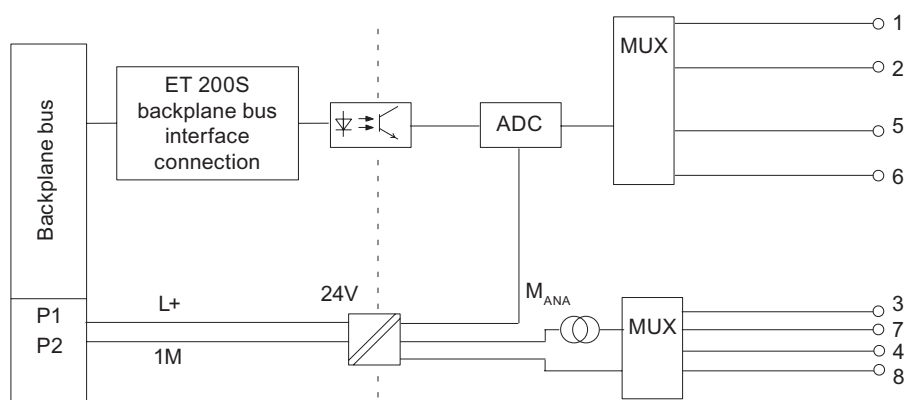 Backplane bus
ET 200S
backplane bus
interface
connection
ADC
MUX
1
2
5
6
P1
P2
L+
1M
24V
MANA
MUX
3
7
4
8